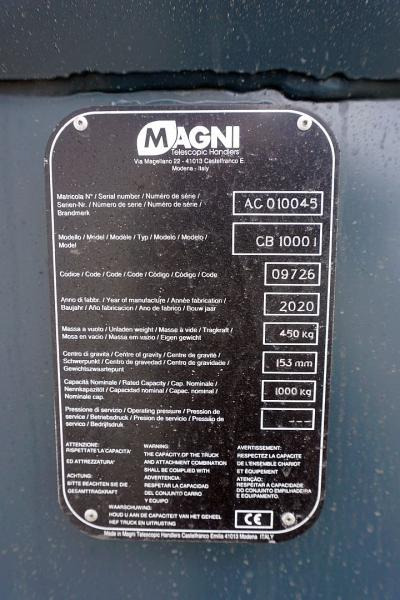 MAGNI
Telescopic Handlers
Via Magellano 22 - 41013 Castelfranco E.
Modena - Italy
Matricola N° / Serial number / Numéro de série /
Serien-Nr. / Número de serie / Número de série /
Brandmerk
AC 010045
Modello / Model / Modèle / Typ / Modelo / Modelo /
Model
CB 1000
Codice / Code / Code / Code / Código / Código / Code
09726
Anno di fabbr. / Year of manufacture / Année fabrication /
Baujahr / Año fabricacion / Ano de fabrico / Bouw jaar
2020
Massa a vuoto / Unladen weight / Masse à vide / Tragkraft /
Mosa en vacio / Massa em vazio / Eigen gewicht
450 kg
Centro di gravita / Centre of gravity / Centre de gravité /
Schwerpunkt / Centro de gravedad / Centro de gravidade /
Gewichtszwaartepunkt
153 mm
Capacità Nominale / Rated Capacity / Cap. Nominale /
Nennkapazität / Capacidad nominal / Capac. nominal /
Nominale cap.
1000 kg
Pressione di servizio / Operating pressure / Pression de
service / Betriebsdruck / Presion de servicio / Pressão de
service / Bedrijfsdruk
---
ATTENZIONE:
RISPETTATE LA CAPACITA'
ED ATTREZZATURA'
ACHTUNG:
BITTE BEACHTEN SIE DIE
GESAMTTRAGKRAFT
WARNING:
THE CAPACITY OF THE TRUCK
AND ATTACHMENT COMBINATION
SHALL BE COMPLIED WITH
ADVERTENCIA:
RESPETAR LA CAPACIDAD
DEL CONJUNTO CARRO
Y EQUIPO
AVERTISSEMENT:
RESPECTEZ LA CAPACITE
DE L'ENSEMBLE CHARIOT
ET ÉQUIPEMENT
ATENÇÃO:
RESPEITAR A CAPACIDADE
DO CONJUNTO EMPILHADEIRA
E EQUIPAMENTO.
WAARSCHUWING:
HOUD U AAN DE CAPACITEIT VAN HET GEHEEL
HEF TRUCK EN UITRUSTING
CE
Made in Magni Telescopic Handlers Castelfranco Emilia 41013 Modena ITALY